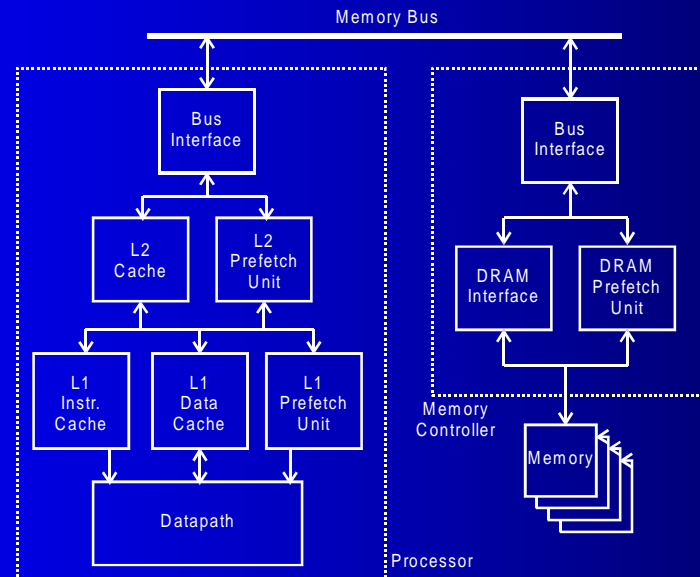 Memory Bus
Bus
Interface
Bus
Interface
L2
Cache
L2
Prefetch
Unit
DRAM
Interface
DRAM
Prefetch
Unit
L1
Instr.
Cache
L1
Data
Cache
L1
Prefetch
Unit
Memory
Controller
Memory
Datapath
Processor